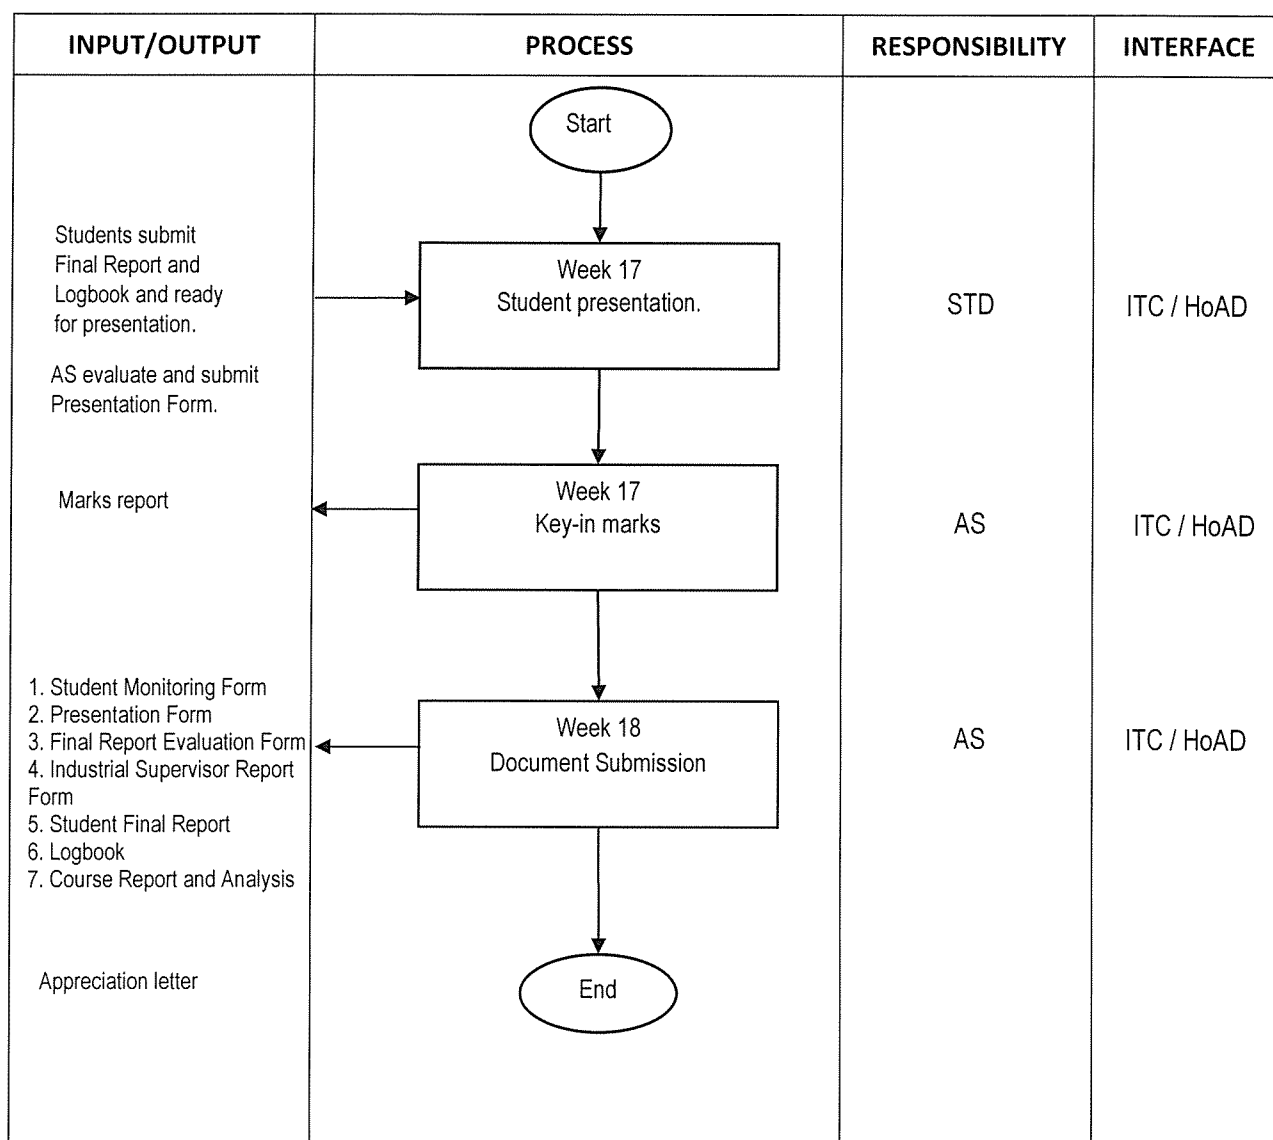 INPUT/OUTPUT
PROCESS
RESPONSIBILITY
INTERFACE
Start
Students submit
Final Report and
Logbook and ready
for presentation.
Week 17
Student presentation.
STD
ITC / HoAD
AS evaluate and submit
Presentation Form.
Marks report
Week 17
Key-in marks
AS
ITC / HoAD
1. Student Monitoring Form
2. Presentation Form
3. Final Report Evaluation Form
4. Industrial Supervisor Report
Form
5. Student Final Report
6. Logbook
7. Course Report and Analysis
Week 18
Document Submission
AS
ITC / HoAD
Appreciation letter
End